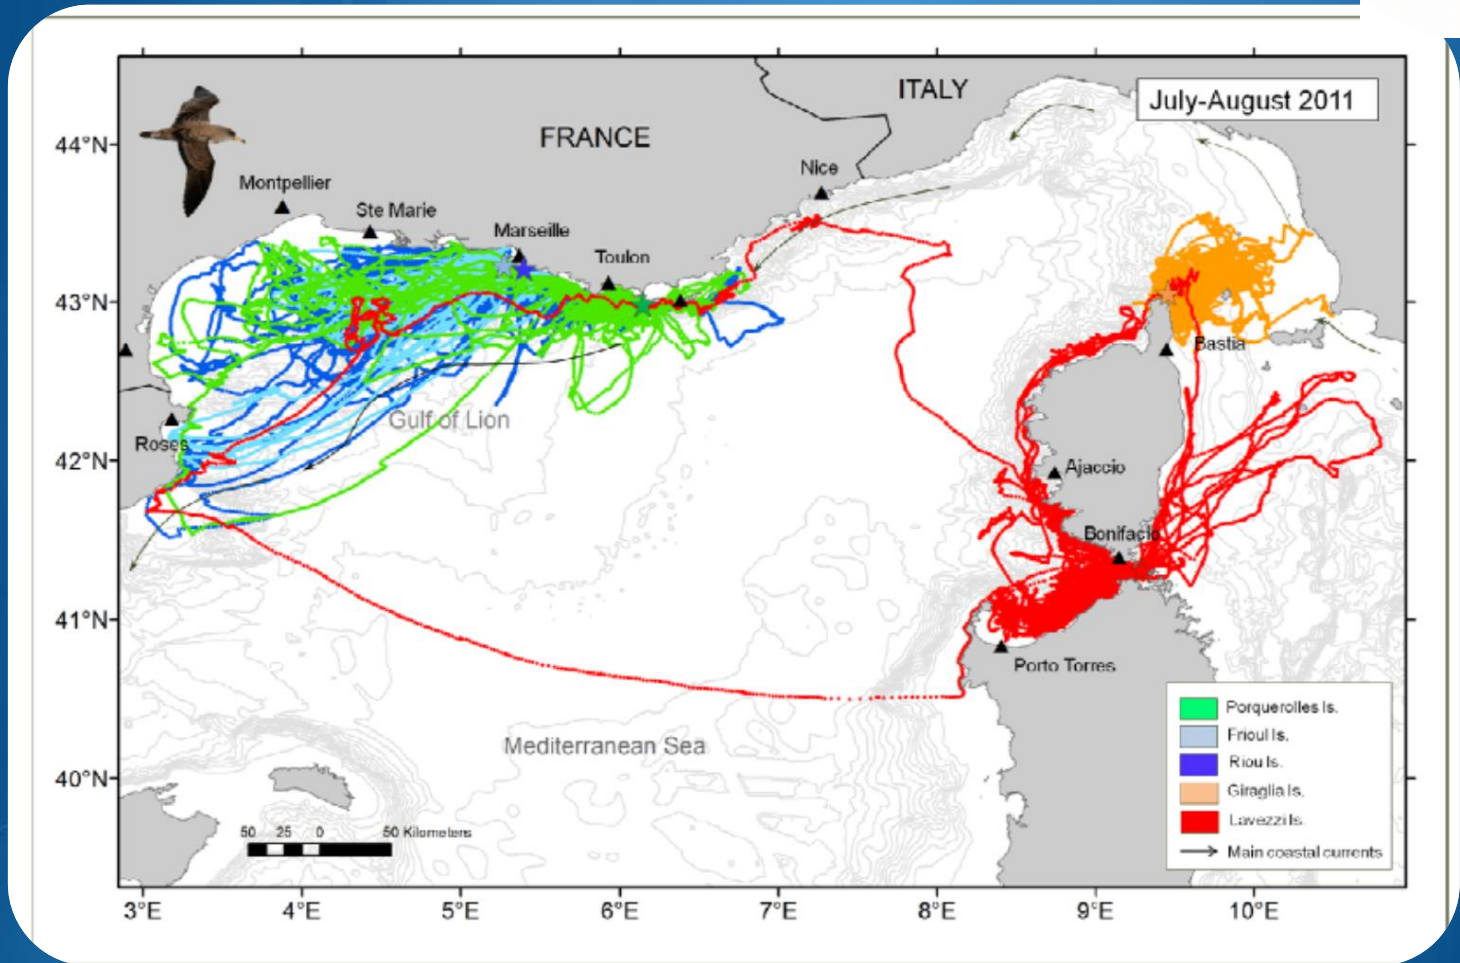 July-August 2011
ITALY
FRANCE
44°N
43°N
42°N
41°N
40°N
Montpellier
Ste Marie
Marseille
Toulon
Nice
Bastia
Gulf of Lion
Roses
Ajaccio
Bonifacio
Porto Torres
Mediterranean Sea
Porquerolles Is.
Frioul Is.
Riou Is.
Giraglia Is.
Lavezzi Is.
Main coastal currents
50 25 0 50 Kilometers
3°E 4°E 5°E 6°E 7°E 8°E 9°E 10°E